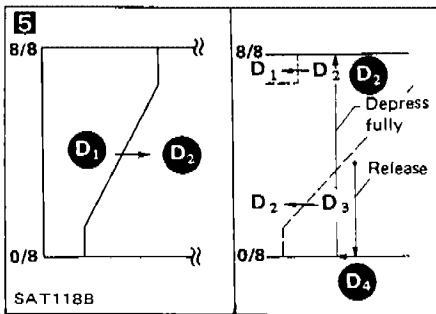 5
8/8
D1 → D2
0/8
SAT118B
8/8
D1 ← D2
D2
Depress
fully
Release
D2 ← D3
0/8
D4